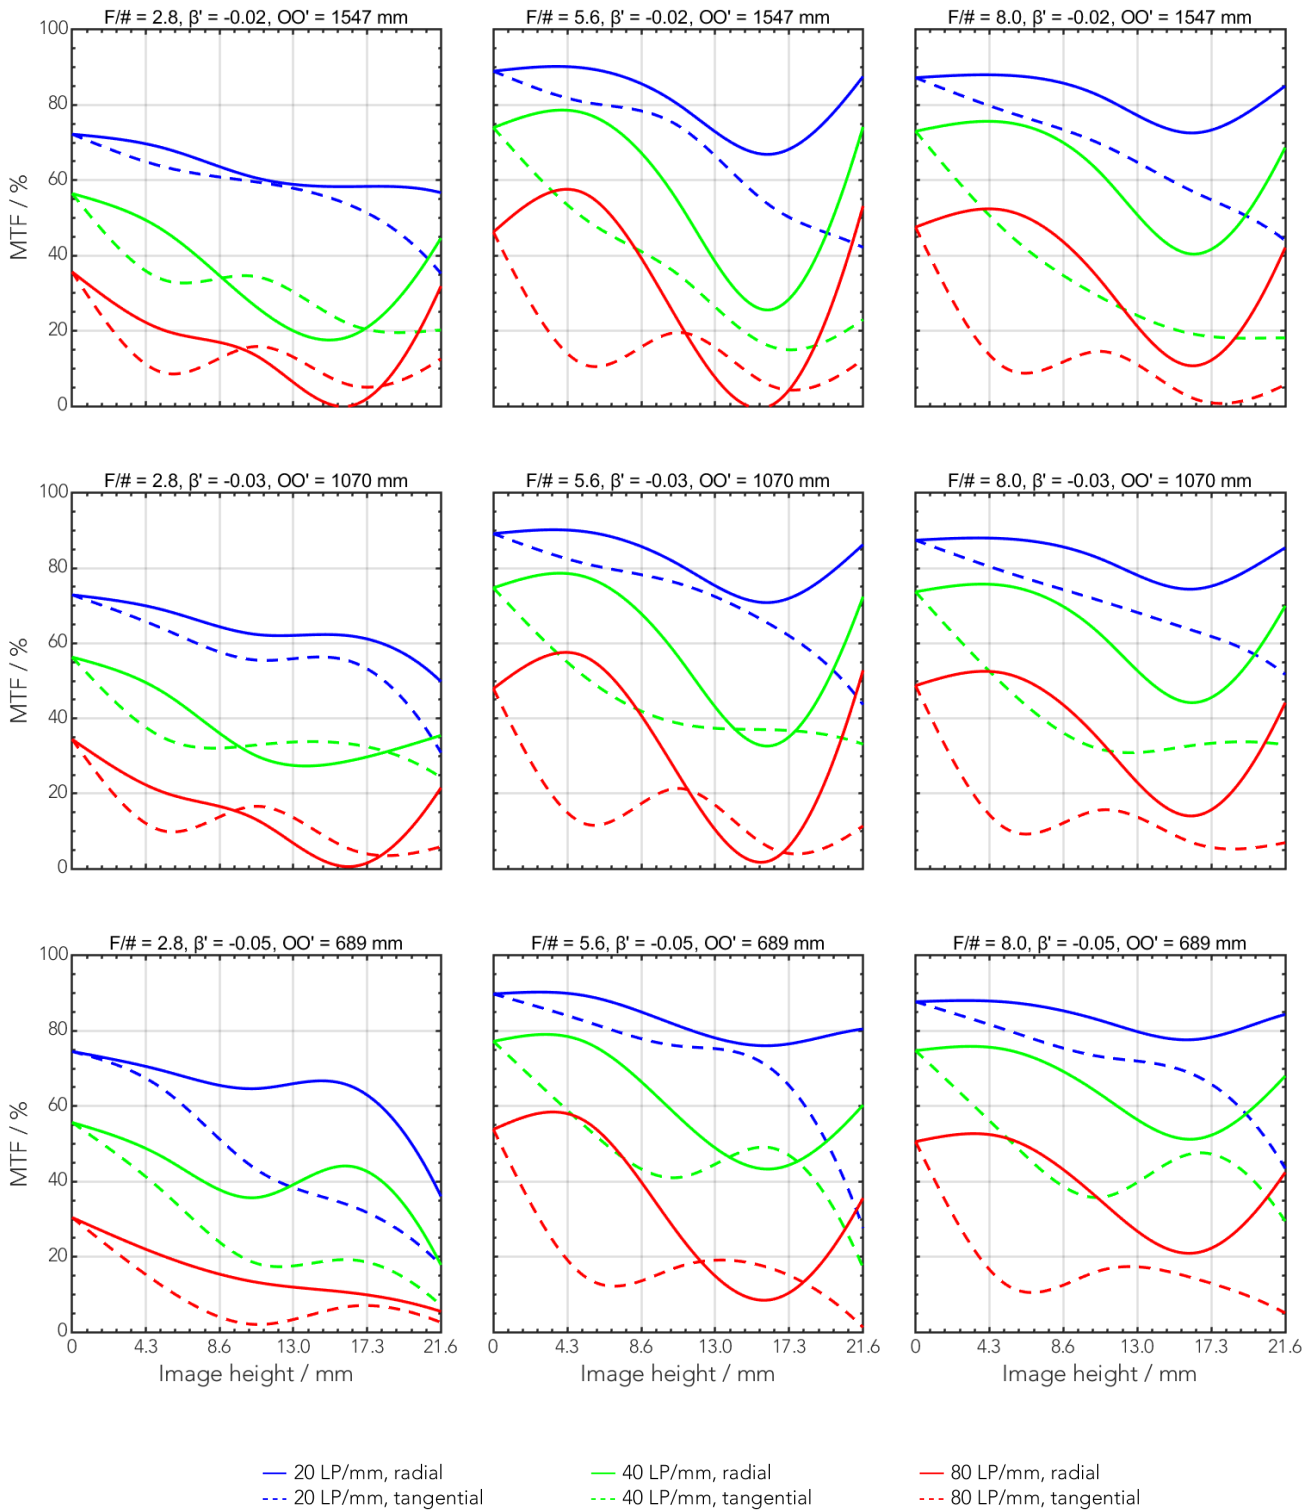 F/# = 2.8, β' = -0.02, OO' = 1547 mm
F/# = 5.6, β' = -0.02, OO' = 1547 mm
F/# = 8.0, β' = -0.02, OO' = 1547 mm
100
80
60
40
20
0
MTF / %
F/# = 2.8, β' = -0.03, OO' = 1070 mm
F/# = 5.6, β' = -0.03, OO' = 1070 mm
F/# = 8.0, β' = -0.03, OO' = 1070 mm
100
80
60
40
20
0
MTF / %
F/# = 2.8, β' = -0.05, OO' = 689 mm
F/# = 5.6, β' = -0.05, OO' = 689 mm
F/# = 8.0, β' = -0.05, OO' = 689 mm
100
80
60
40
20
0
MTF / %
0 4.3 8.6 13.0 17.3 21.6
0 4.3 8.6 13.0 17.3 21.6
0 4.3 8.6 13.0 17.3 21.6
Image height / mm
Image height / mm
Image height / mm
20 LP/mm, radial
40 LP/mm, radial
80 LP/mm, radial
20 LP/mm, tangential
40 LP/mm, tangential
80 LP/mm, tangential